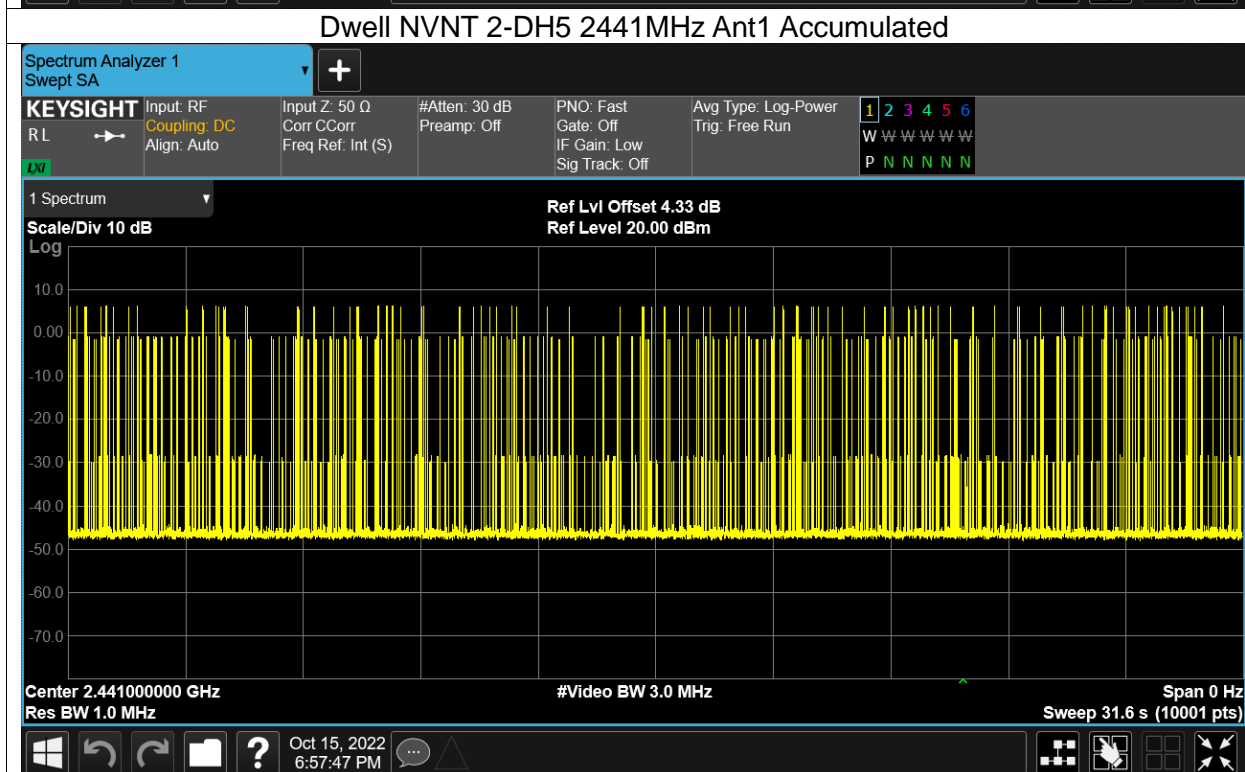 Dwell NVNT 2-DH5 2441MHz Ant1 Accumulated
Spectrum Analyzer 1
Swept SA
+
KEYSIGHT Input: RF Input Z: 50 Ω #Atten: 30 dB PNO: Fast Avg Type: Log-Power 1 2 3 4 5 6
RL Coupling: DC Corr CCorr Preamp: Off Gate: Off Trig: Free Run W W W W W W
Align: Auto Freq Ref: Int (S) IF Gain: Low
LXI Sig Track: Off P N N N N N
1 Spectrum Ref Lvl Offset 4.33 dB
Scale/Div 10 dB Ref Level 20.00 dBm
Log
10.0
0.00
-10.0
-20.0
-30.0
-40.0
-50.0
-60.0
-70.0
Center 2.441000000 GHz #Video BW 3.0 MHz Span 0 Hz
Res BW 1.0 MHz Sweep 31.6 s (10001 pts)
? Oct 15, 2022
6:57:47 PM